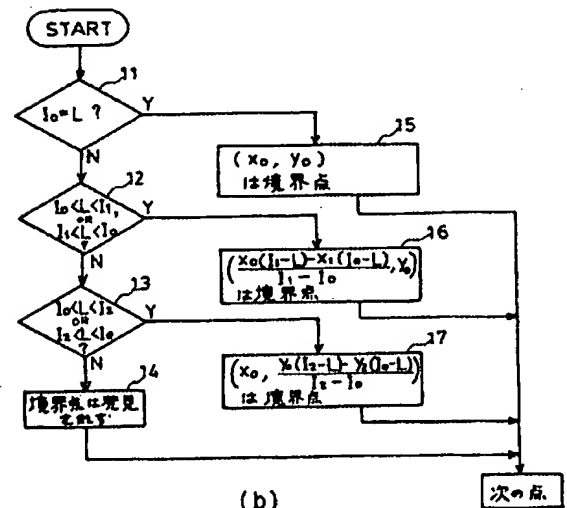 START
11
I₀=L ?
Y
N
15
(x₀, y₀)
は境界点
12
I₀<L<I₁,
OR
I₁<L<I₀
?
Y
N
16
(x₀(I₁-L)-x₁(I₀-L)/I₁-I₀, y₀)
は境界点
13
I₀<L<I₂
OR
I₂<L<I₀
?
Y
N
17
(x₀, y₀(I₂-L)-y₂(I₀-L)/I₂-I₀)
は境界点
14
境界点は発見
されず
次の点
(b)